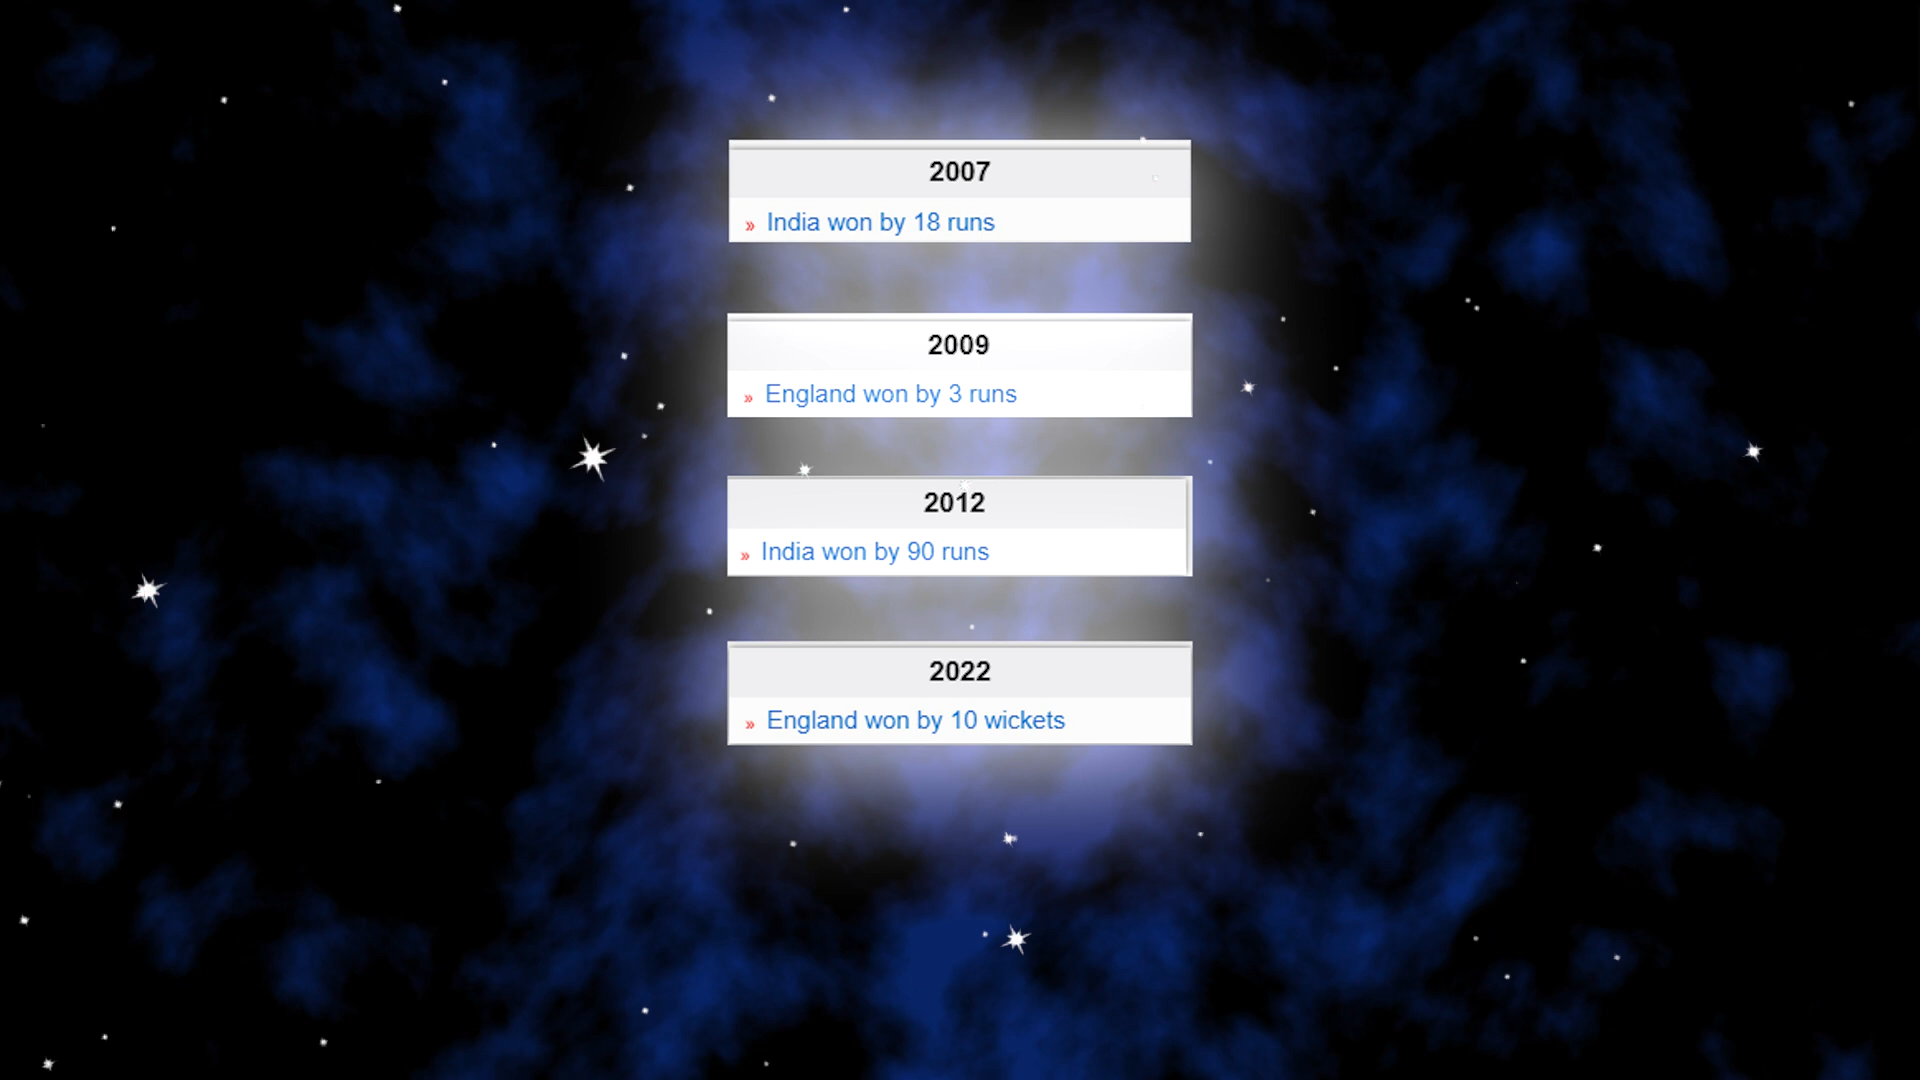 2007
» India won by 18 runs
2009
» England won by 3 runs
2012
» India won by 90 runs
2022
» England won by 10 wickets